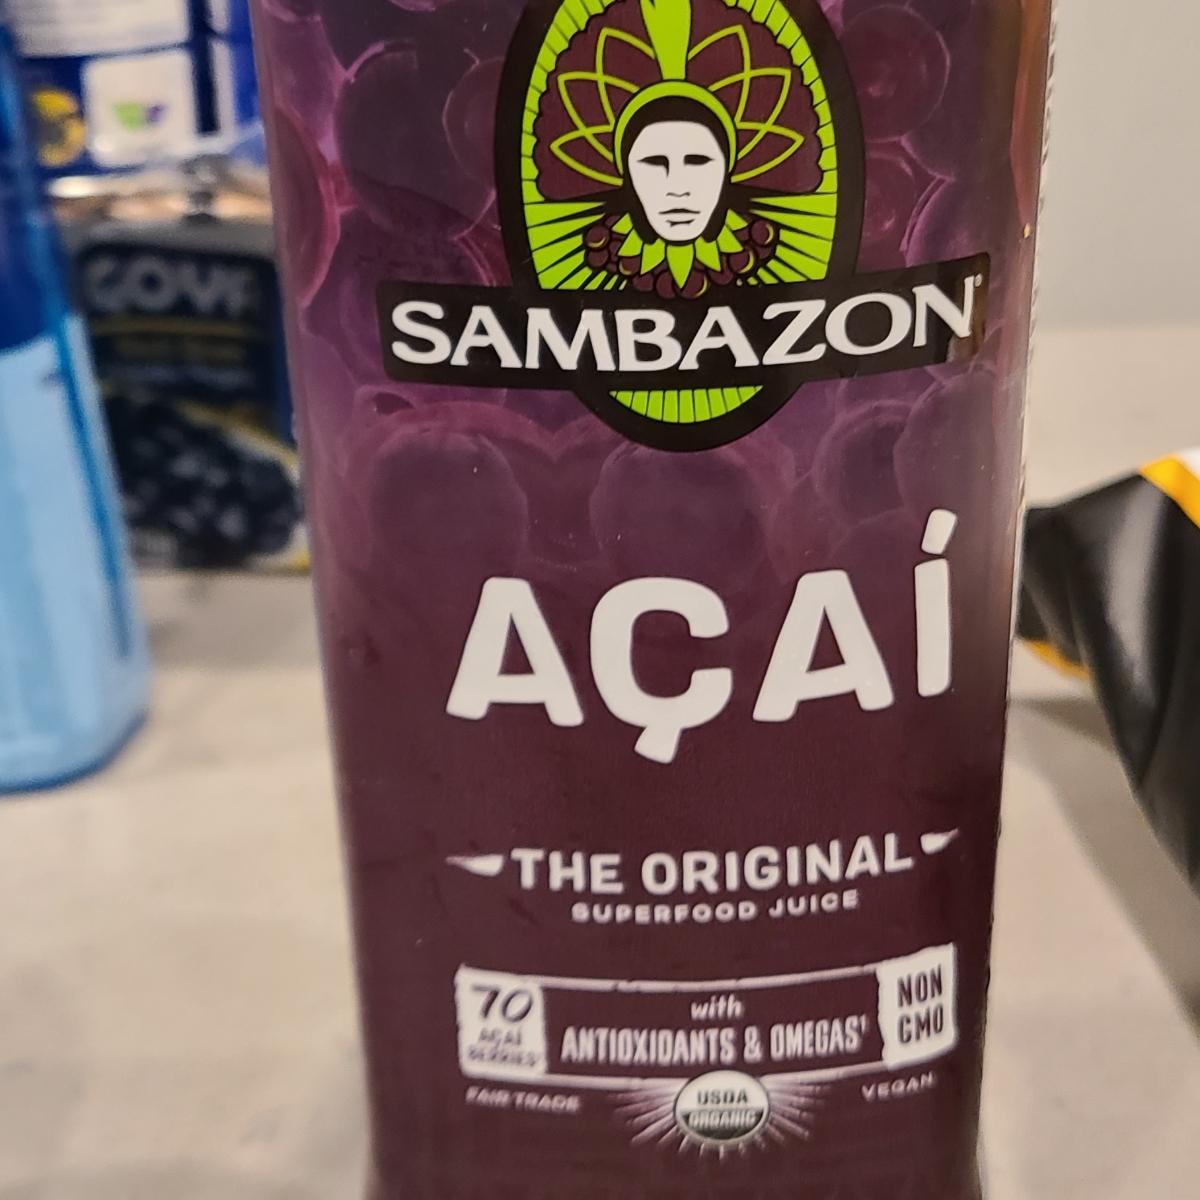 SAMBAZON
AÇAÍ
THE ORIGINAL
SUPERFOOD JUICE
70
AÇAÍ
BERRIES
with
ANTIOXIDANTS & OMEGAS†
NON
GMO
FAIR TRADE
USDA
ORGANIC
VEGAN